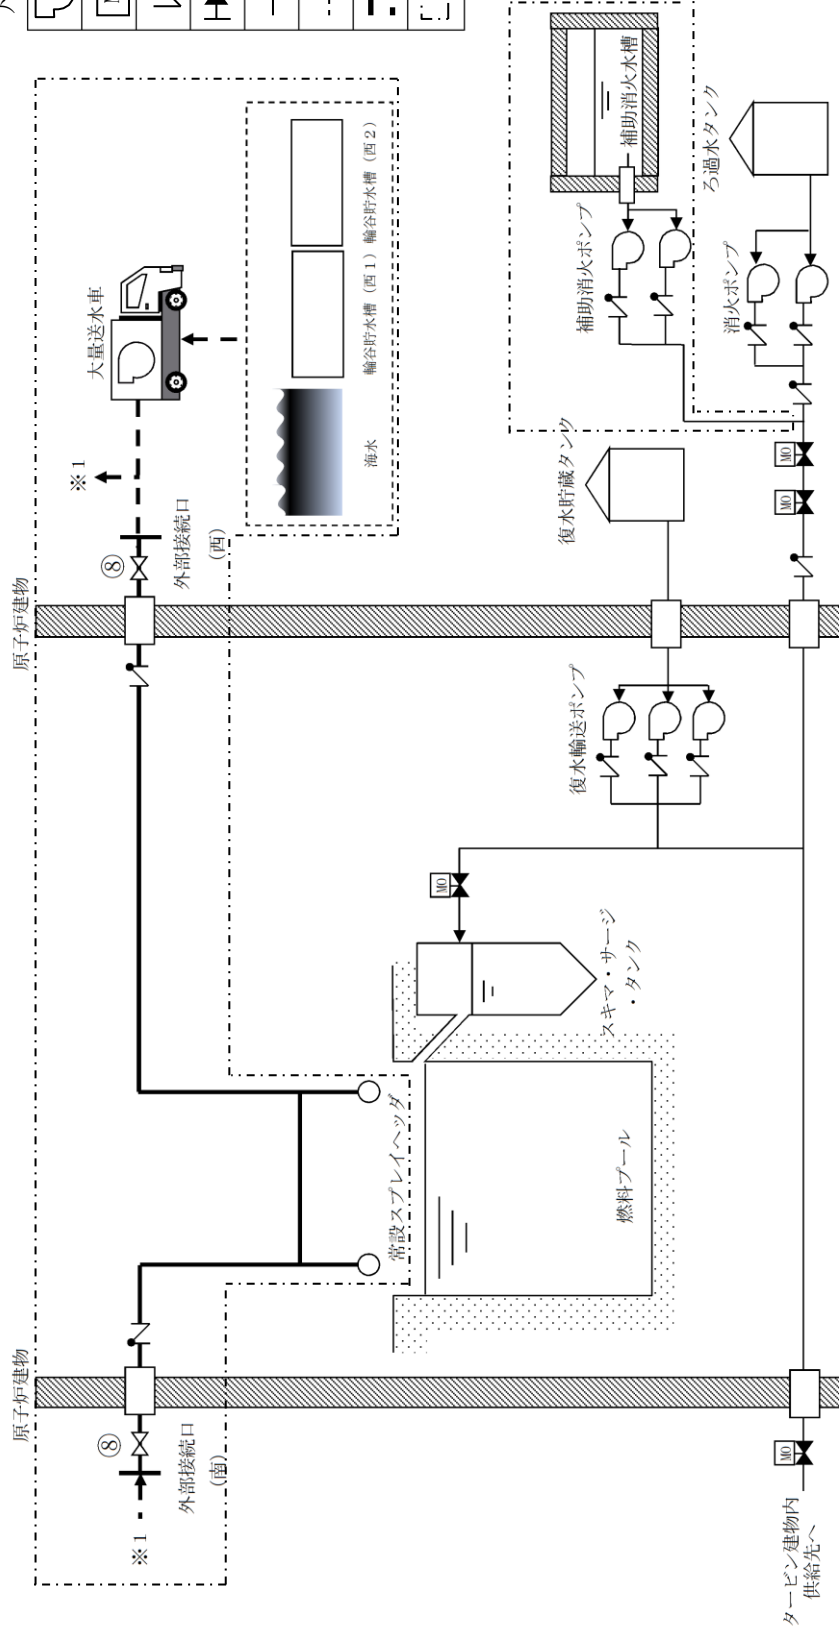 原子炉建物
原子炉建物
※1
⑧
外部接続口
(南)
⑧
外部接続口
(西)
※1
大量送水車
海水
輪谷貯水槽(西1)
輪谷貯水槽(西2)
常設スプレイヘッダ
燃料プール
スキマ・サージ
・タンク
MO
復水輸送ポンプ
復水貯蔵タンク
補助消火ポンプ
補助消火水槽
消火ポンプ
ろ過水タンク
MO
MO
MO
タービン建物内
供給先へ